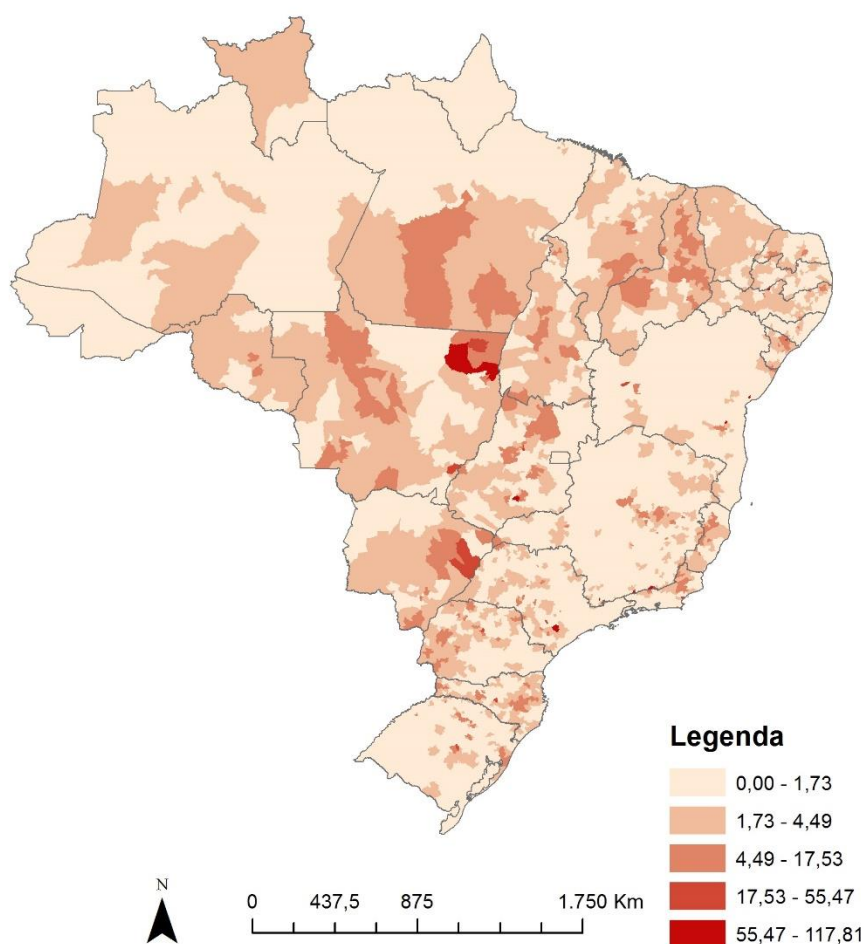 Legenda
0,00 - 1,73
1,73 - 4,49
4,49 - 17,53
17,53 - 55,47
55,47 - 117,81
N
0 437,5 875 1.750 Km